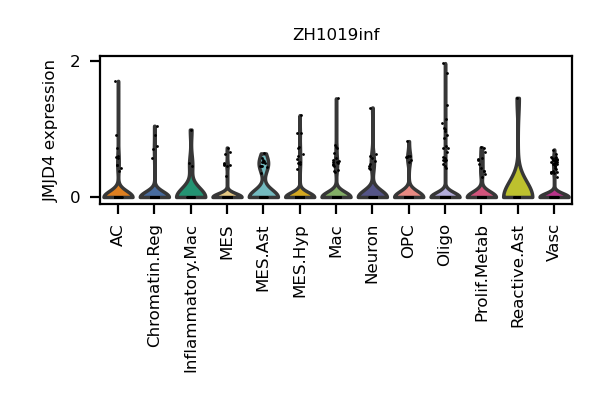 ZH1019inf
JMJD4 expression
2
0
AC
Chromatin.Reg
Inflammatory.Mac
MES
MES.Ast
MES.Hyp
Mac
Neuron
OPC
Oligo
Prolif.Metab
Reactive.Ast
Vasc